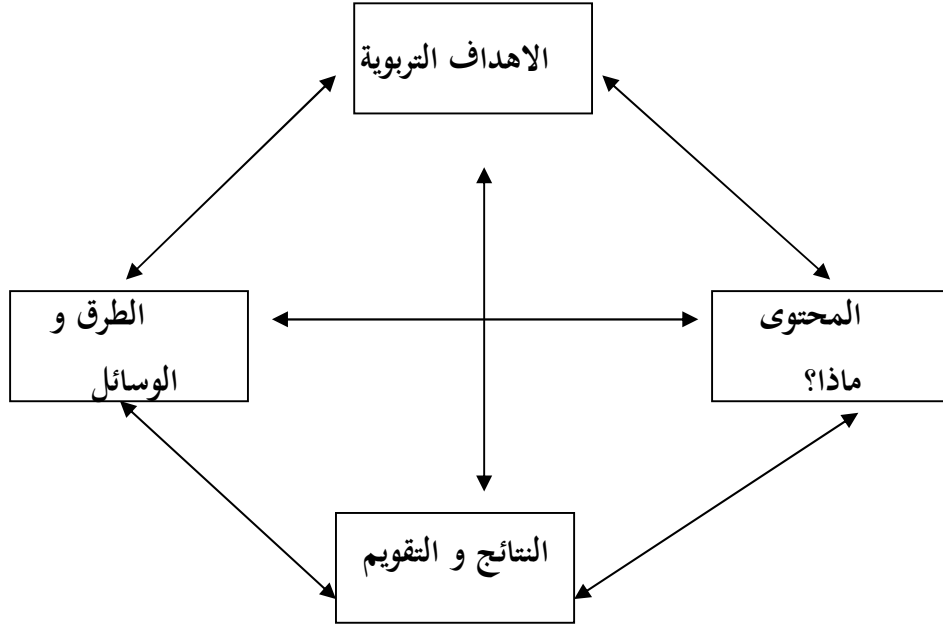 الاهداف التربوية
المحتوى
ماذا؟
الطرق و
الوسائل
النتائج و التقويم